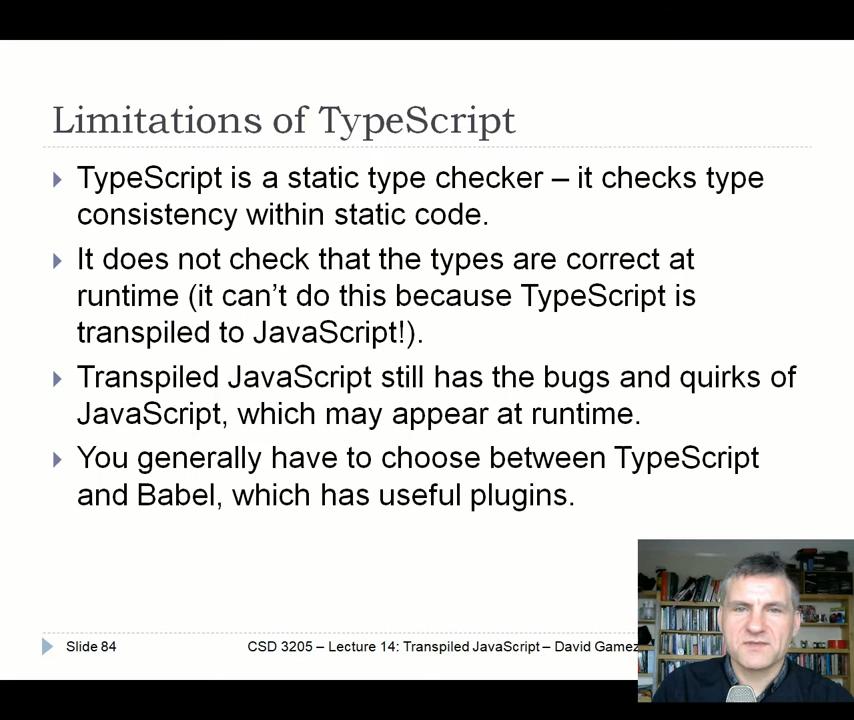 Limitations of TypeScript
TypeScript is a static type checker – it checks type
consistency within static code.
It does not check that the types are correct at
runtime (it can’t do this because TypeScript is
transpiled to JavaScript!).
Transpiled JavaScript still has the bugs and quirks of
JavaScript, which may appear at runtime.
You generally have to choose between TypeScript
and Babel, which has useful plugins.
Slide 84
CSD 3205 – Lecture 14: Transpiled JavaScript – David Gamez